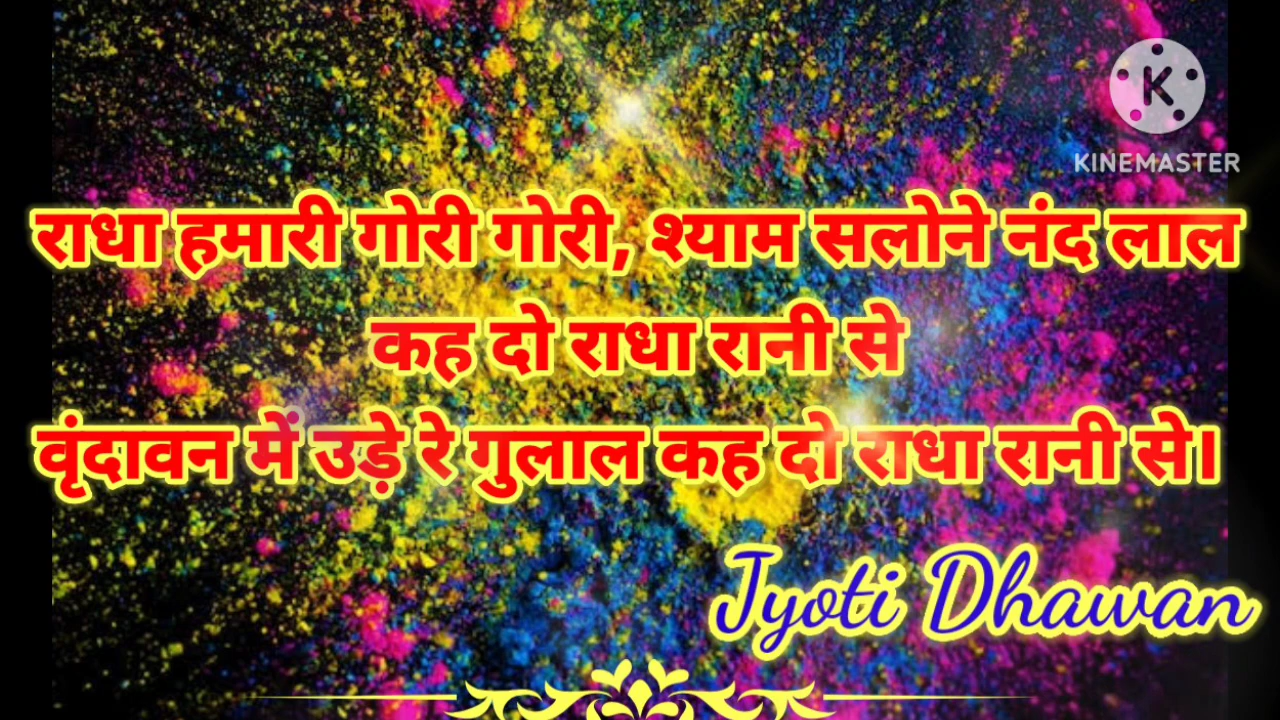 K
KINEMASTER
राधा हमारी गोरी गोरी, श्याम सलोने नंद लाल
कह दो राधा रानी से
वृंदावन में उड़े रे गुलाल कह दो राधा रानी से।
Jyoti Dhawan